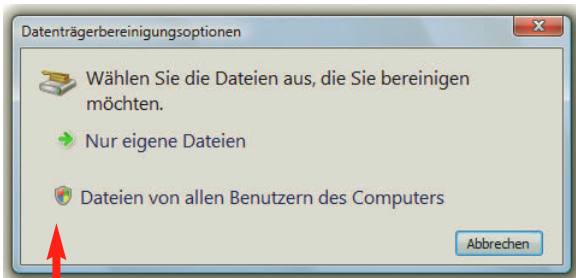 Datenträgerbereinigungsoptionen
Wählen Sie die Dateien aus, die Sie bereinigen
möchten.
Nur eigene Dateien
Dateien von allen Benutzern des Computers
Abbrechen